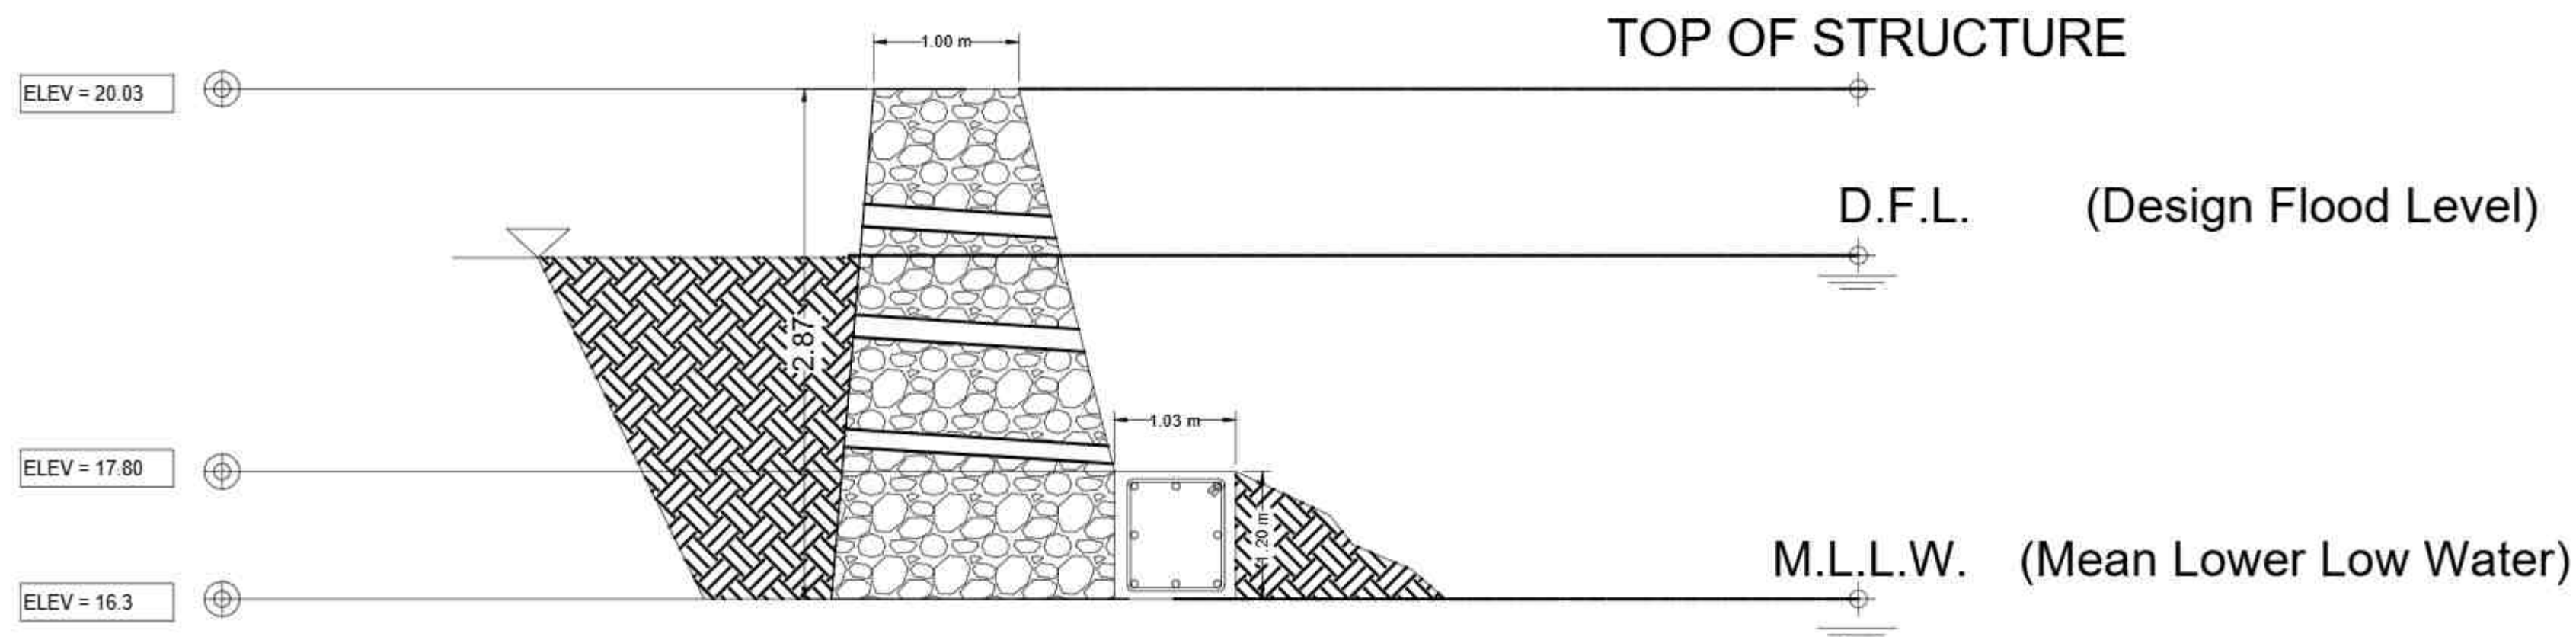 TOP OF STRUCTURE
1.00 m
ELEV = 20.03
D.F.L. (Design Flood Level)
2.87
1.03 m
ELEV = 17.80
1.20 m
M.L.L.W. (Mean Lower Low Water)
ELEV = 16.3